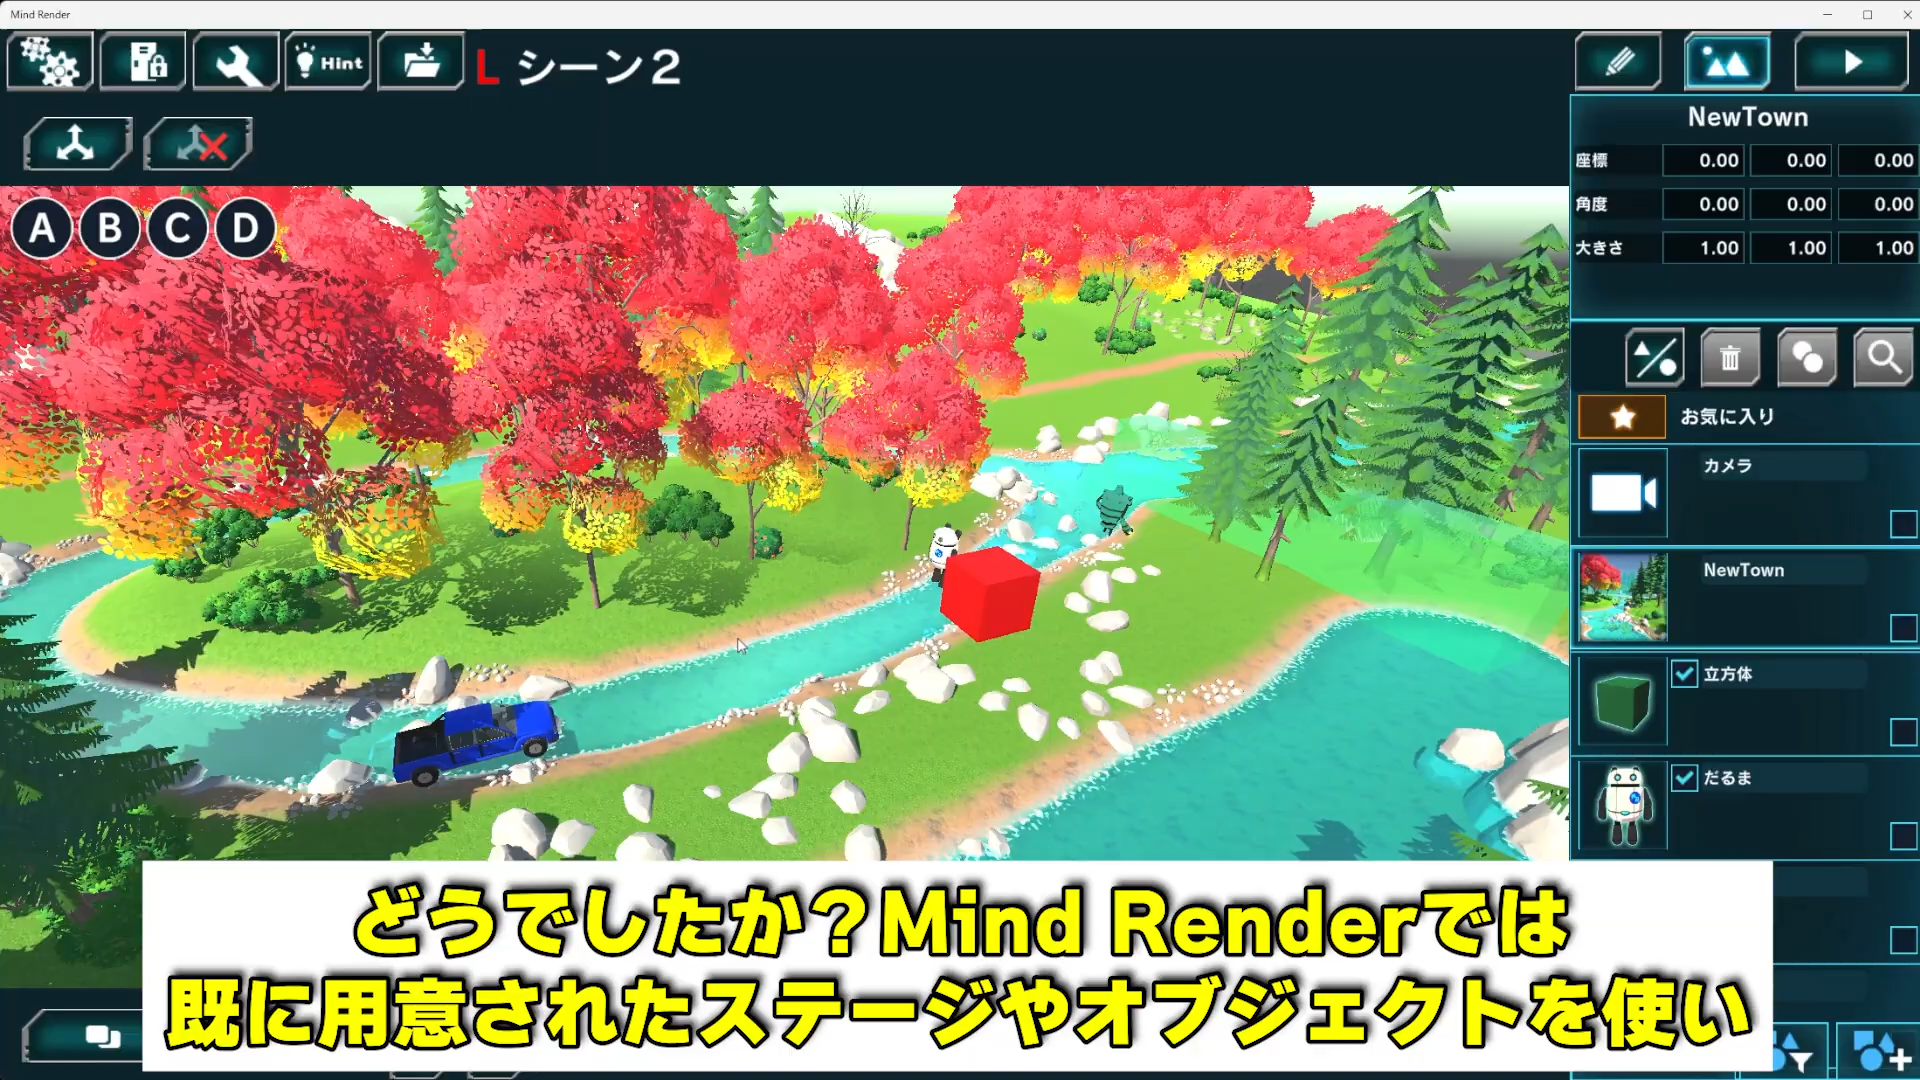 Mind Render
Hint
L シーン2
A B C D
NewTown
座標 0.00 0.00 0.00
角度 0.00 0.00 0.00
大きさ 1.00 1.00 1.00
お気に入り
カメラ
NewTown
立方体
だるま
どうでしたか？Mind Renderでは
既に用意されたステージやオブジェクトを使い